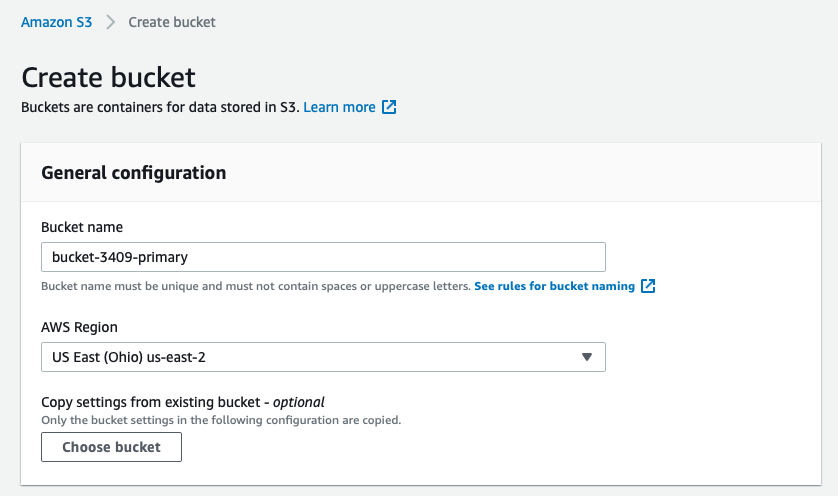 Amazon S3 > Create bucket
Create bucket
Buckets are containers for data stored in S3. Learn more
General configuration
Bucket name
bucket-3409-primary
Bucket name must be unique and must not contain spaces or uppercase letters. See rules for bucket naming
AWS Region
US East (Ohio) us-east-2
Copy settings from existing bucket - optional
Only the bucket settings in the following configuration are copied.
Choose bucket